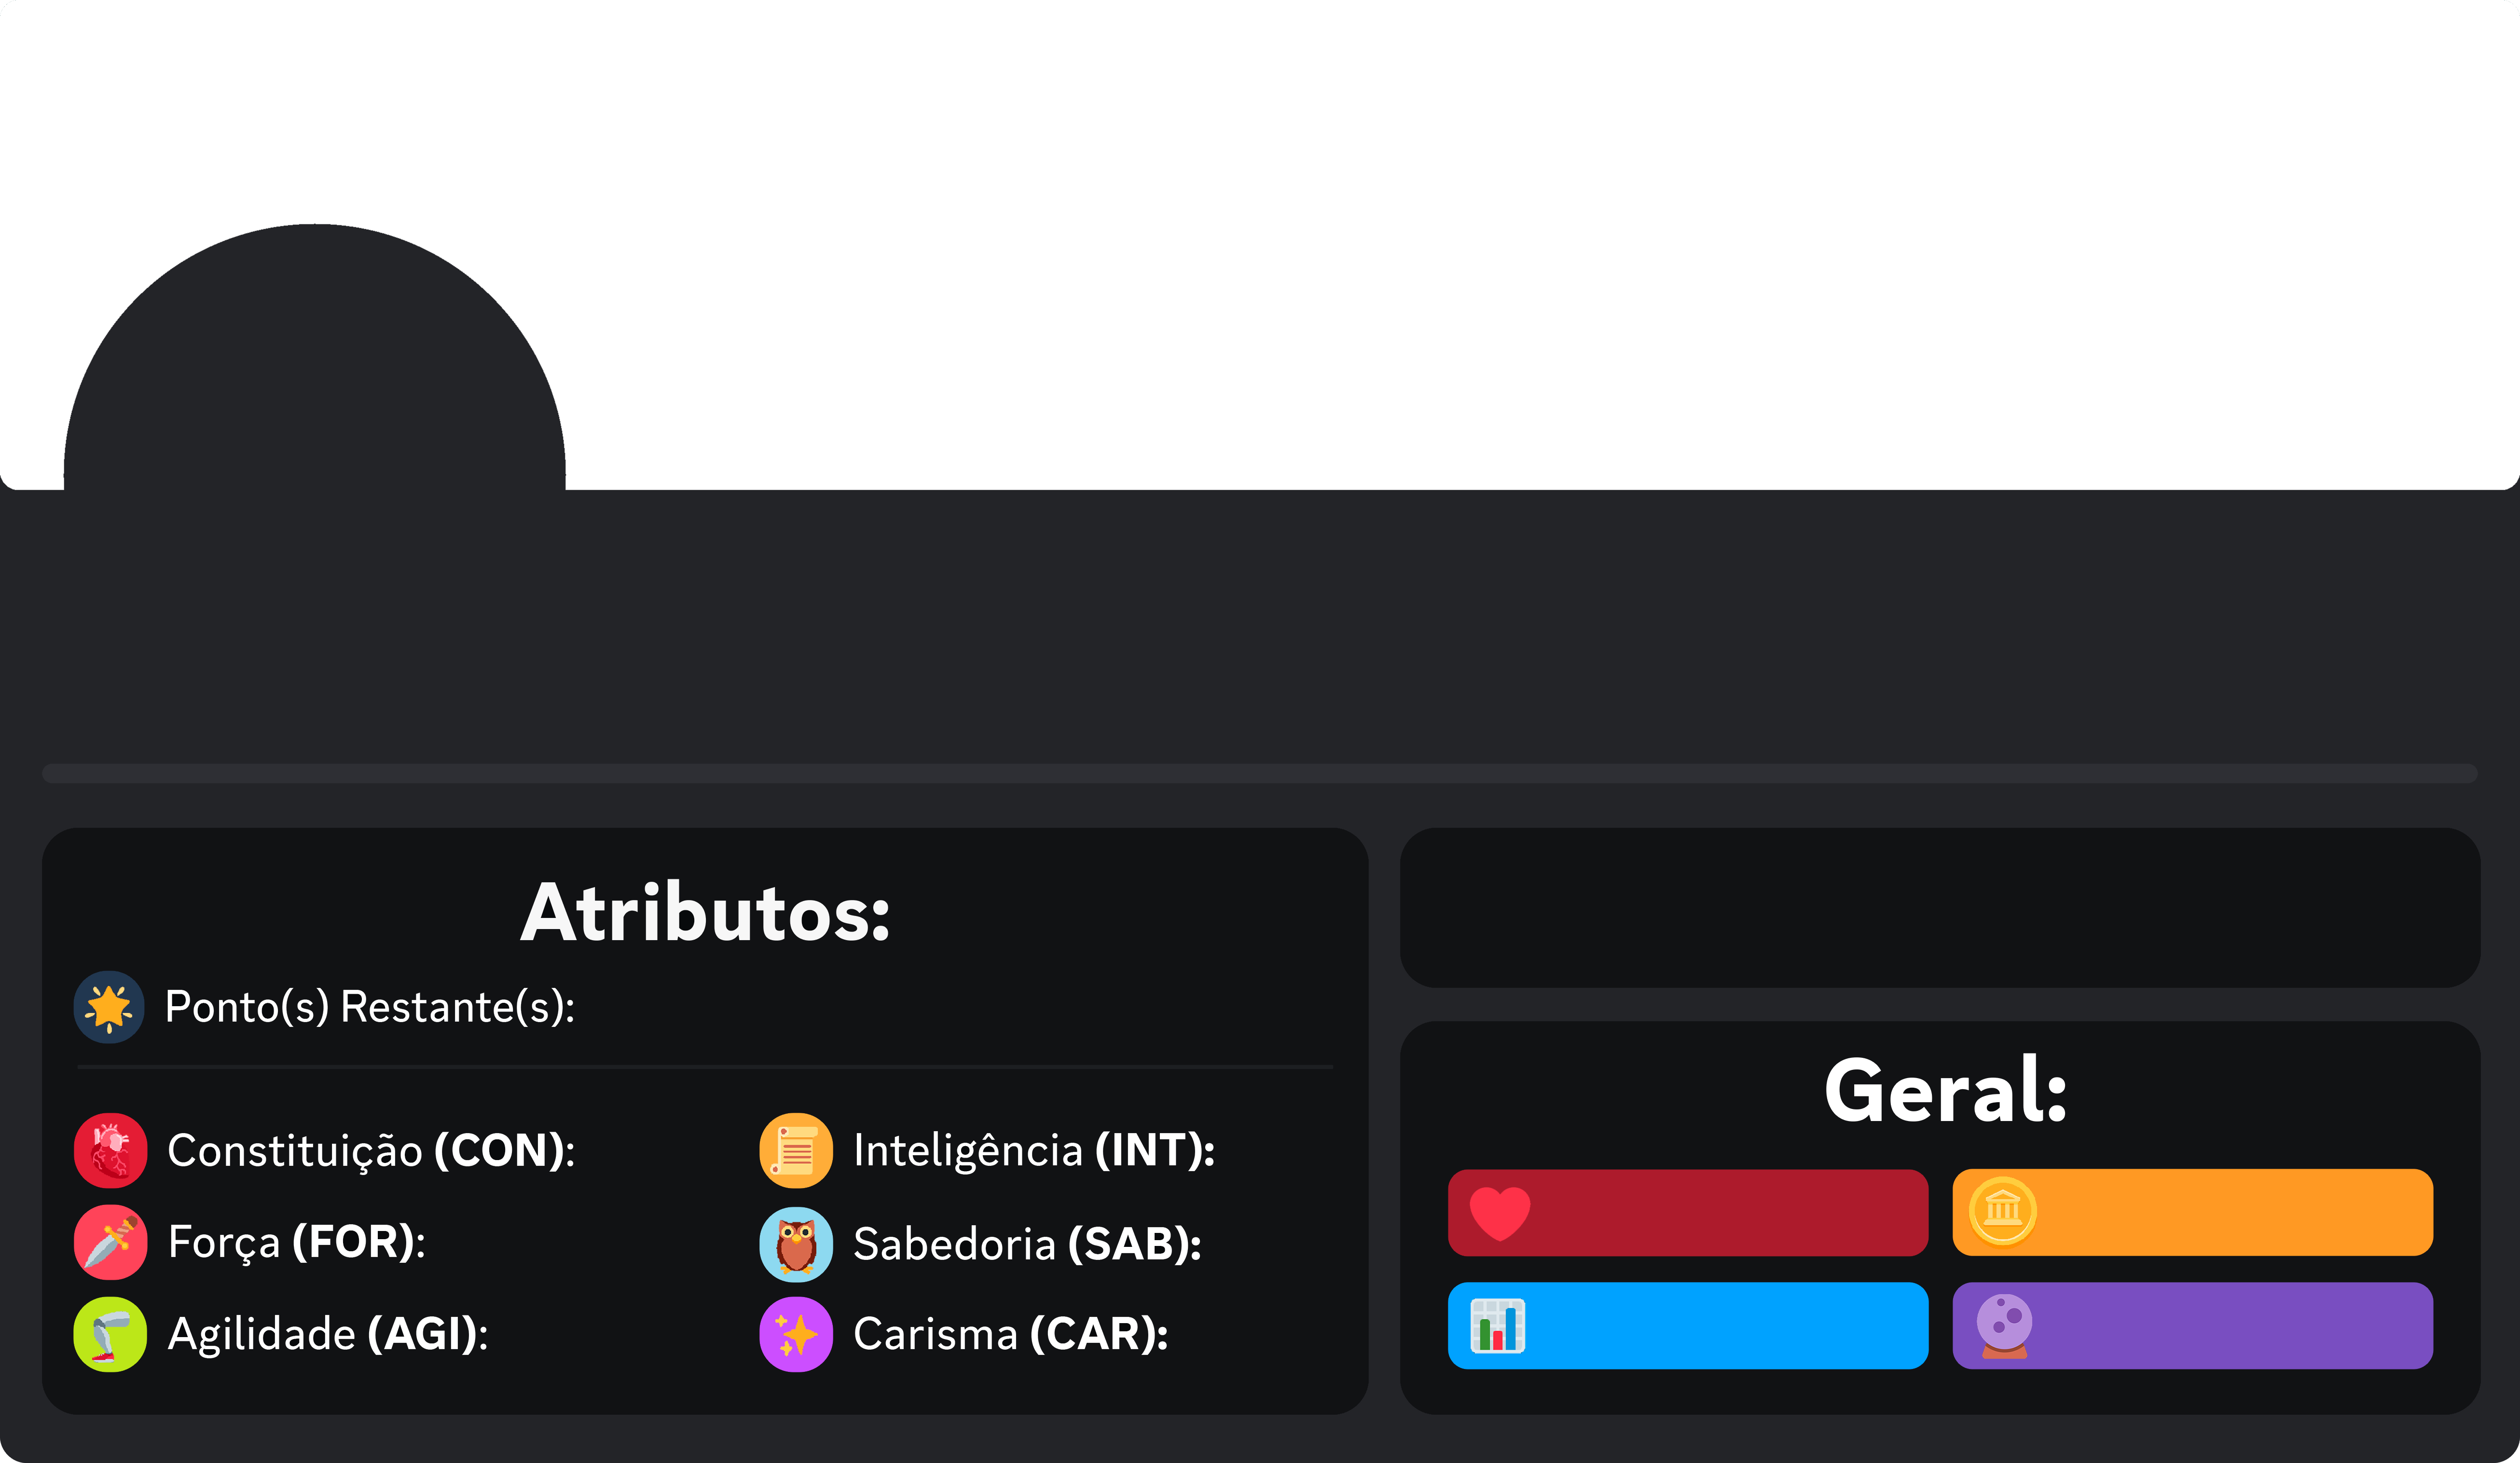 Atributos:
Ponto(s) Restante(s):
Constituição (CON):
Força (FOR):
Agilidade (AGI):
Inteligência (INT):
Sabedoria (SAB):
Carisma (CAR):
Geral: